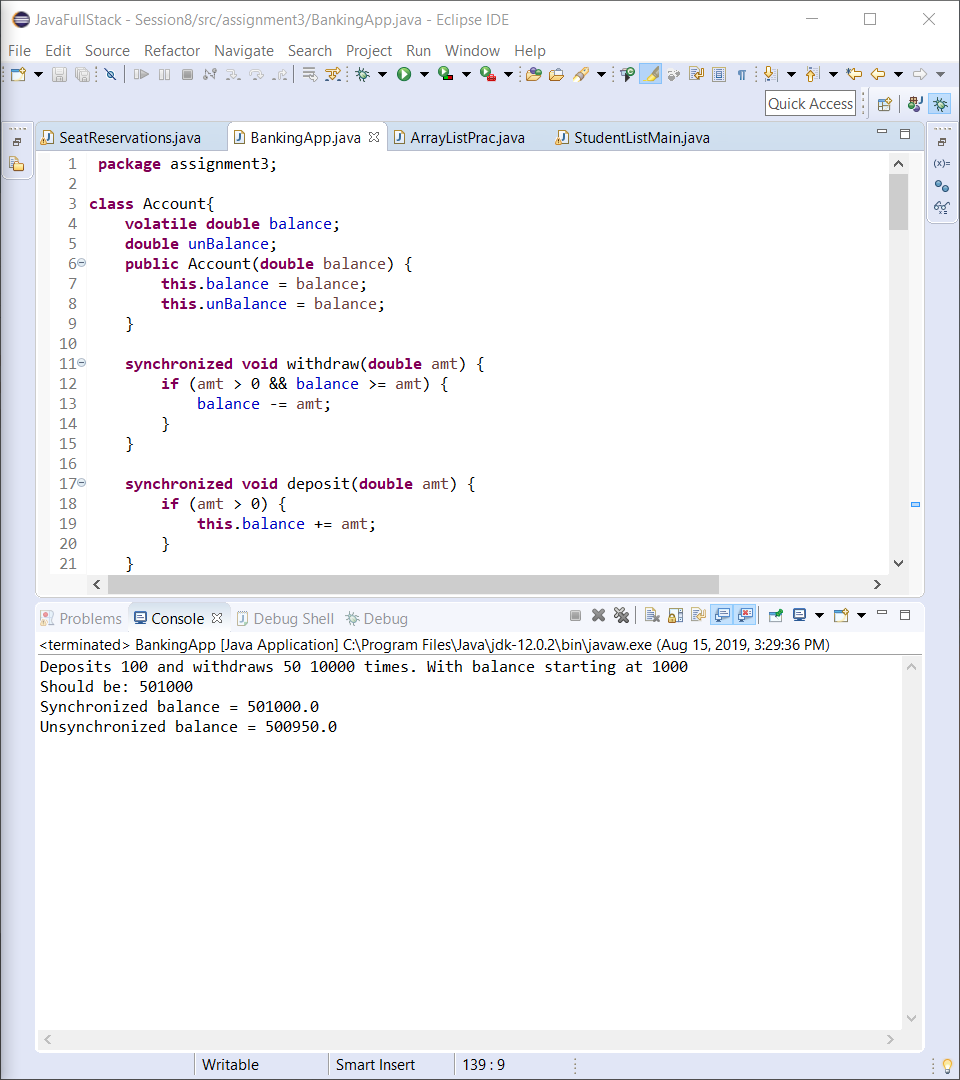 JavaFullStack - Session8/src/assignment3/BankingApp.java - Eclipse IDE
File Edit Source Refactor Navigate Search Project Run Window Help
Quick Access
SeatReservations.java BankingApp.java ArrayListPrac.java StudentListMain.java
1 package assignment3;
2
3 class Account{
4 volatile double balance;
5 double unBalance;
6 public Account(double balance) {
7 this.balance = balance;
8 this.unBalance = balance;
9 }
10
11 synchronized void withdraw(double amt) {
12 if (amt > 0 && balance >= amt) {
13 balance -= amt;
14 }
15 }
16
17 synchronized void deposit(double amt) {
18 if (amt > 0) {
19 this.balance += amt;
20 }
21 }
Problems Console Debug Shell Debug
<terminated> BankingApp [Java Application] C:\Program Files\Java\jdk-12.0.2\bin\javaw.exe (Aug 15, 2019, 3:29:36 PM)
Deposits 100 and withdraws 50 10000 times. With balance starting at 1000
Should be: 501000
Synchronized balance = 501000.0
Unsynchronized balance = 500950.0
Writable Smart Insert 139 : 9